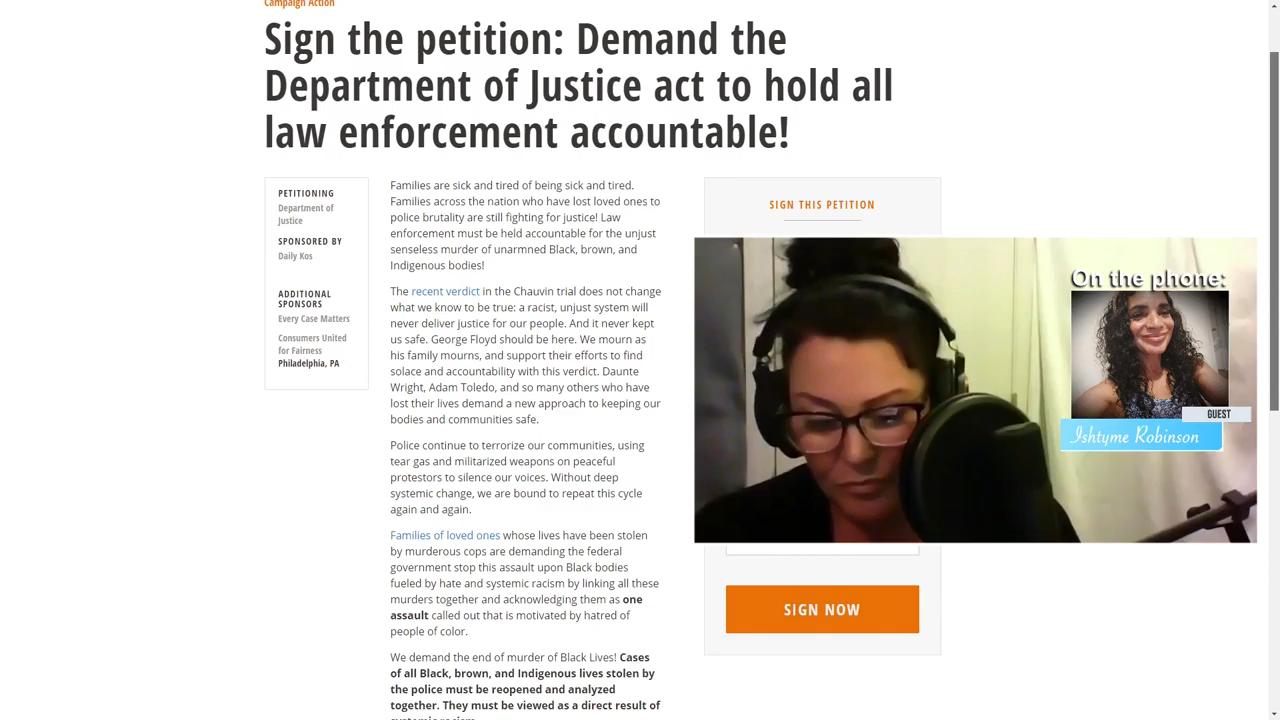 Campaign Action
Sign the petition: Demand the
Department of Justice act to hold all
law enforcement accountable!
PETITIONING
Department of
Justice
SPONSORED BY
Daily Kos
ADDITIONAL
SPONSORS
Every Case Matters
Consumers United
for Fairness
Philadelphia, PA
Families are sick and tired of being sick and tired.
Families across the nation who have lost loved ones to
police brutality are still fighting for justice! Law
enforcement must be held accountable for the unjust
senseless murder of unarmned Black, brown, and
Indigenous bodies!
The recent verdict in the Chauvin trial does not change
what we know to be true: a racist, unjust system will
never deliver justice for our people. And it never kept
us safe. George Floyd should be here. We mourn as
his family mourns, and support their efforts to find
solace and accountability with this verdict. Daunte
Wright, Adam Toledo, and so many others who have
lost their lives demand a new approach to keeping our
bodies and communities safe.
Police continue to terrorize our communities, using
tear gas and militarized weapons on peaceful
protestors to silence our voices. Without deep
systemic change, we are bound to repeat this cycle
again and again.
Families of loved ones whose lives have been stolen
by murderous cops are demanding the federal
government stop this assault upon Black bodies
fueled by hate and systemic racism by linking all these
murders together and acknowledging them as one
assault called out that is motivated by hatred of
people of color.
We demand the end of murder of Black Lives! Cases
of all Black, brown, and Indigenous lives stolen by
the police must be reopened and analyzed
together. They must be viewed as a direct result of
systemic racism
SIGN THIS PETITION
On the phone:
GUEST
Ishtyme Robinson
SIGN NOW